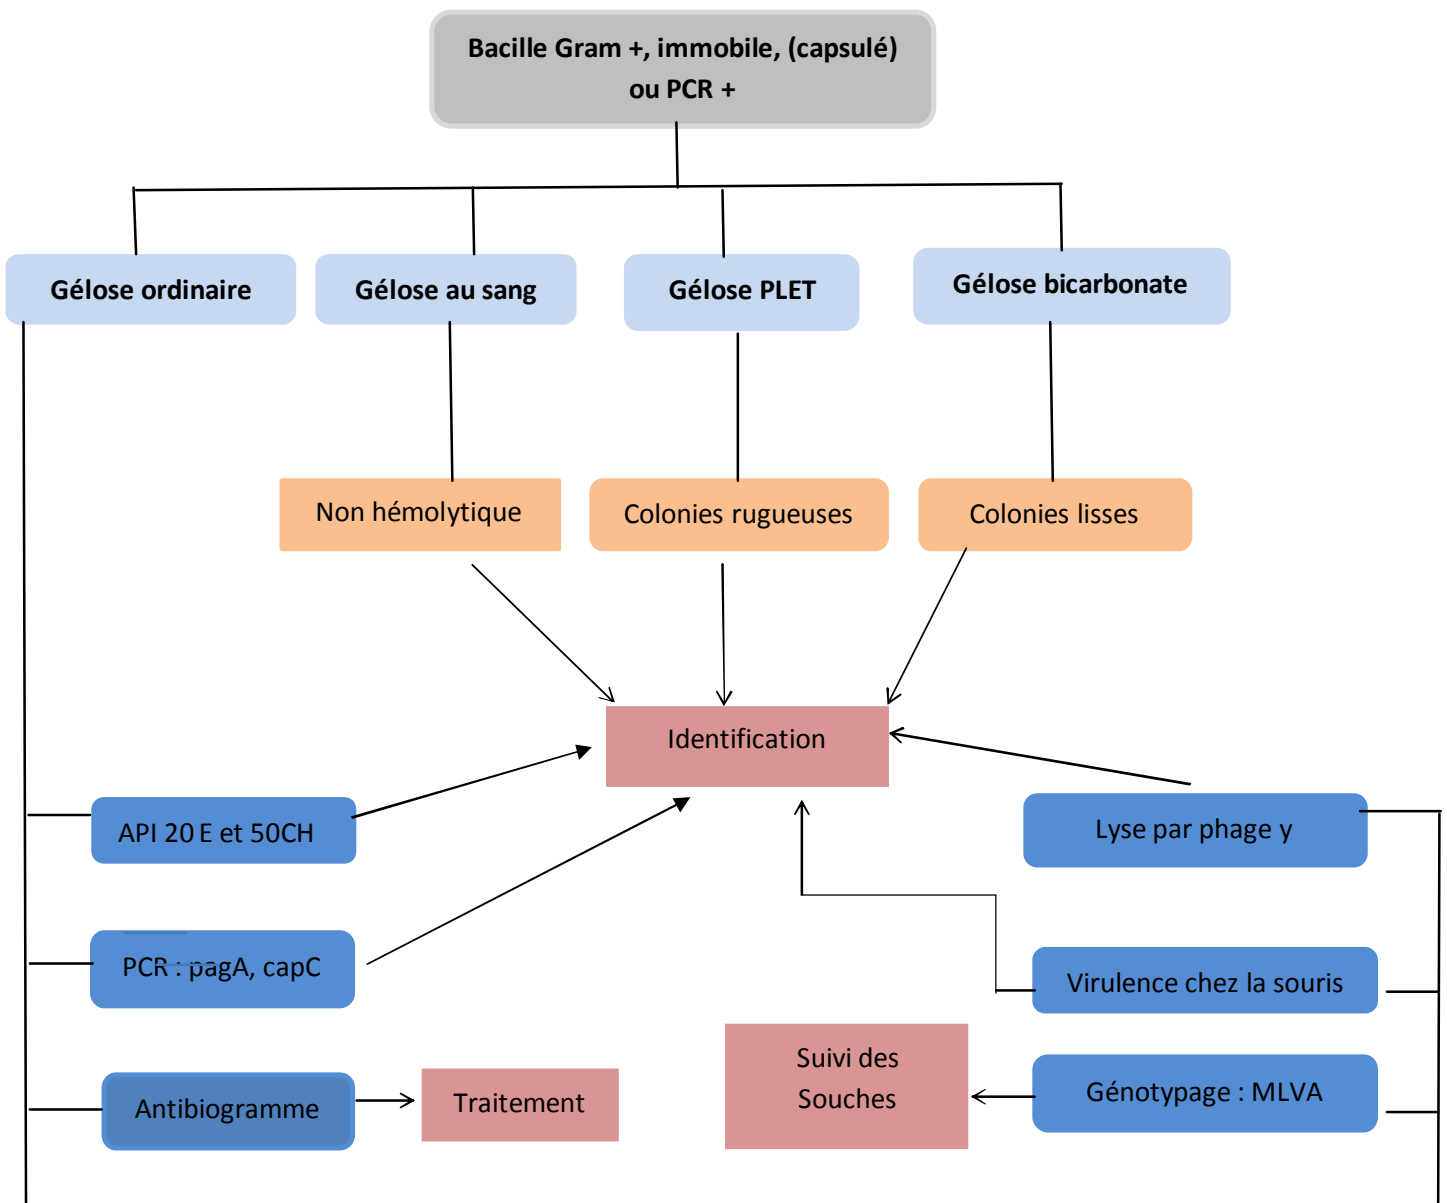 Bacille Gram +, immobile, (capsulé)
ou PCR +
Gélose ordinaire
Gélose au sang
Gélose PLET
Gélose bicarbonate
Non hémolytique
Colonies rugueuses
Colonies lisses
Identification
API 20 E et 50CH
Lyse par phage y
PCR : pagA, capC
Virulence chez la souris
Antibiogramme
Traitement
Suivi des
Souches
Génotypage : MLVA